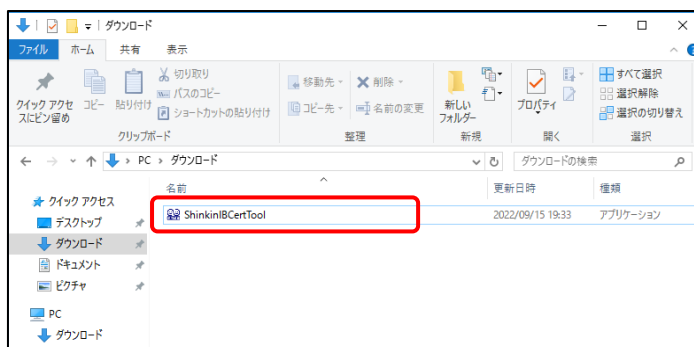 ダウンロード
ファイル ホーム 共有 表示
クイック アクセスにピン留め
コピー
貼り付け
切り取り
パスのコピー
ショートカットの貼り付け
クリップボード
移動先
コピー先
削除
名前の変更
整理
新しいフォルダー
新規
プロパティ
開く
すべて選択
選択解除
選択の切り替え
選択
PC › ダウンロード
ダウンロードの検索
名前 更新日時 種類
ShinkinIBCertTool 2022/09/15 19:33 アプリケーション
クイック アクセス
デスクトップ
ダウンロード
ドキュメント
ピクチャ
PC
ダウンロード